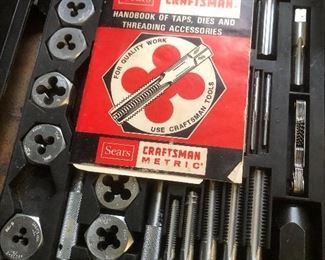 Sears
CRAFTSMAN
HANDBOOK OF TAPS, DIES AND
THREADING ACCESSORIES
FOR QUALITY WORK
USE CRAFTSMAN TOOLS
Sears
CRAFTSMAN
METRIC